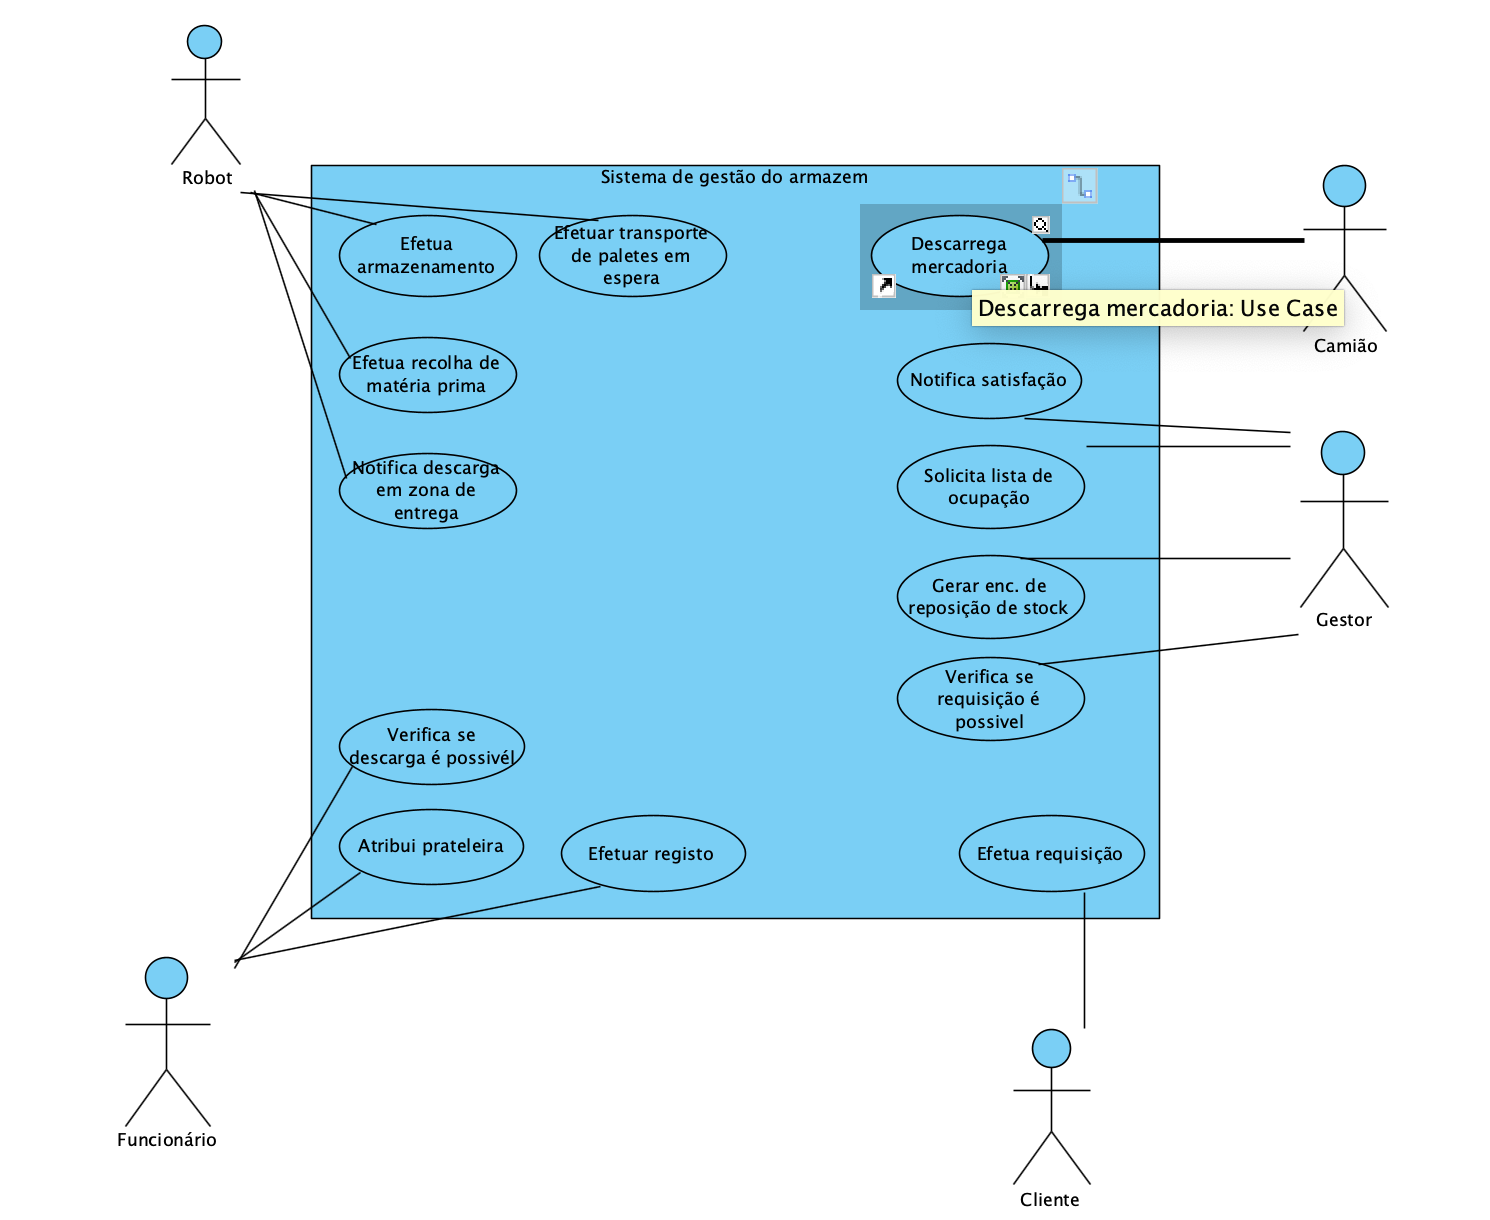 Robot
Sistema de gestão do armazem
Efetua
armazenamento
Efetuar transporte
de paletes em
espera
Descarrega
mercadoria
Descarrega mercadoria: Use Case
Camião
Efetua recolha de
matéria prima
Notifica satisfação
Notifica descarga
em zona de
entrega
Solicita lista de
ocupação
Gerar enc. de
reposição de stock
Gestor
Verifica se
requisição é
possivel
Verifica se
descarga é possivél
Atribui prateleira
Efetuar registo
Efetua requisição
Funcionário
Cliente